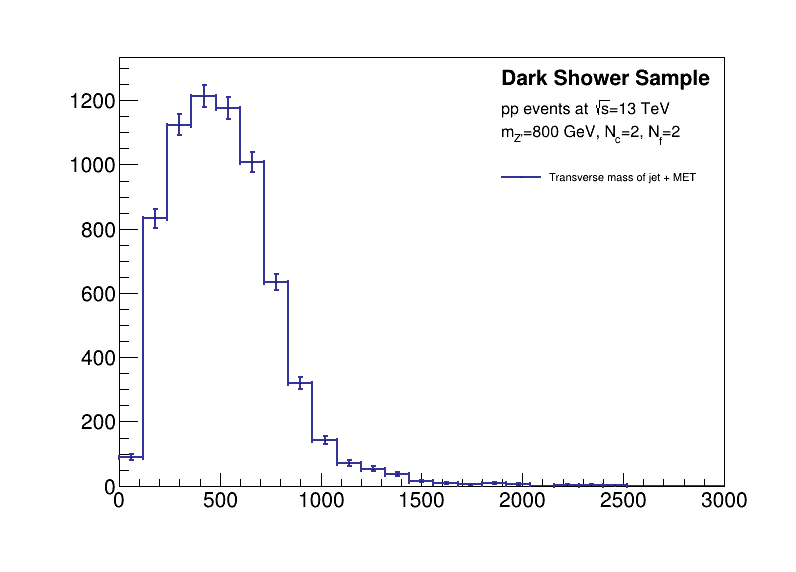 Dark Shower Sample
pp events at √s=13 TeV
m_Z'=800 GeV, N_c=2, N_f=2
Transverse mass of jet + MET
1200
1000
800
600
400
200
0
0 500 1000 1500 2000 2500 3000